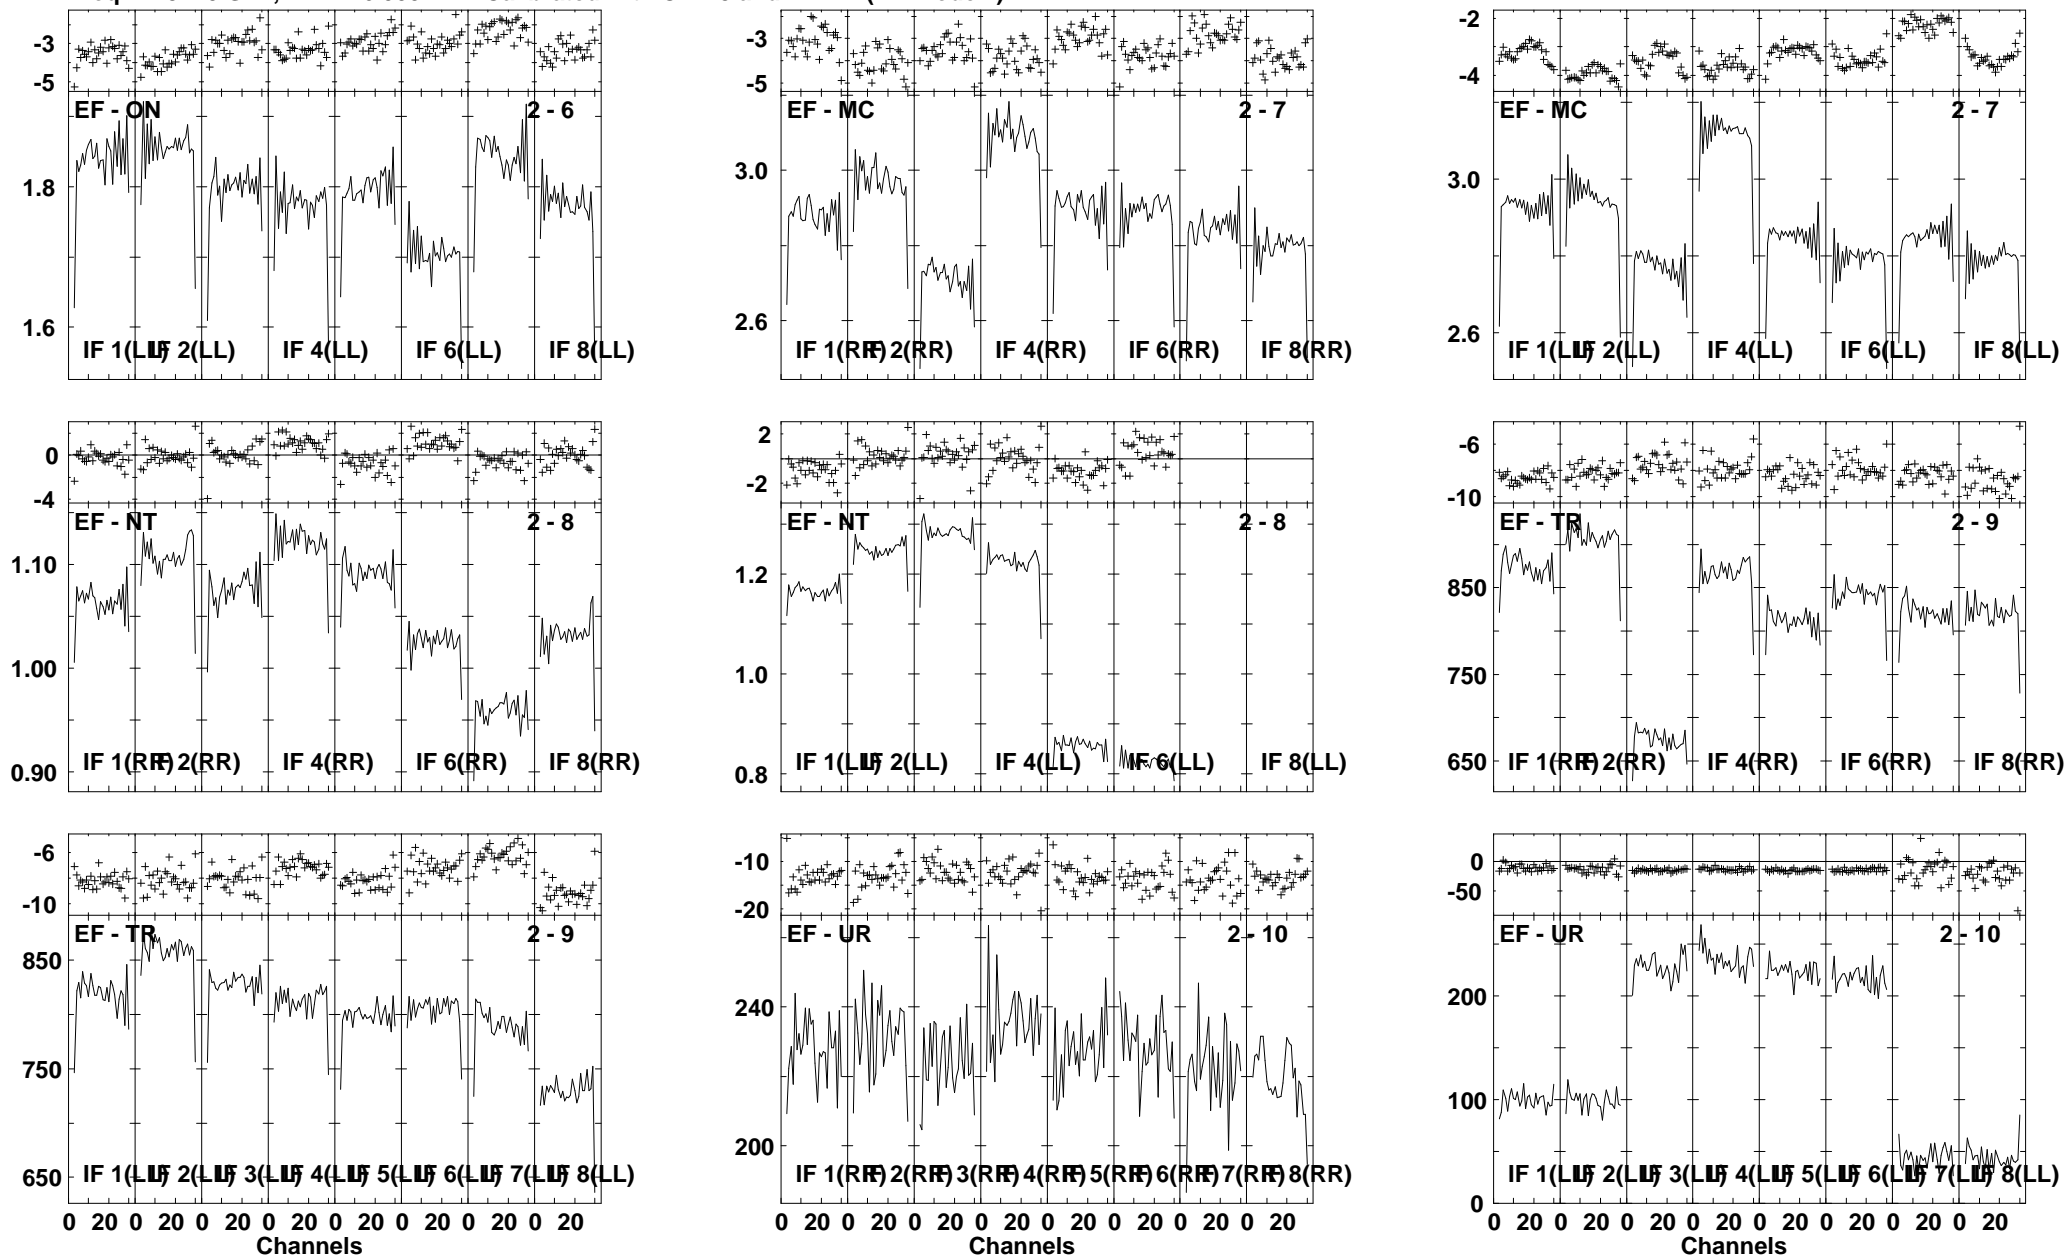 -3
-5
EF - ON 2 - 6
1.8
1.6
IF 1(LL) IF 2(LL) IF 4(LL) IF 6(LL) IF 8(LL)
-3
-5
EF - MC 2 - 7
3.0
2.6
IF 1(RR) IF 2(RR) IF 4(RR) IF 6(RR) IF 8(RR)
-2
-4
EF - MC 2 - 7
3.0
2.6
IF 1(LL) IF 2(LL) IF 4(LL) IF 6(LL) IF 8(LL)
0
-4
EF - NT 2 - 8
1.10
1.00
0.90
IF 1(RR) IF 2(RR) IF 4(RR) IF 6(RR) IF 8(RR)
2
-2
EF - NT 2 - 8
1.2
1.0
0.8
IF 1(LL) IF 2(LL) IF 4(LL) IF 6(LL) IF 8(LL)
-6
-10
EF - TR 2 - 9
850
750
650
IF 1(RR) IF 2(RR) IF 4(RR) IF 6(RR) IF 8(RR)
-6
-10
EF - TR 2 - 9
850
750
650
IF 1(LL) IF 2(LL) IF 3(LL) IF 4(LL) IF 5(LL) IF 6(LL) IF 7(LL) IF 8(LL)
0 20 0 20 0 20 0 20 0 20 0 20 0 20 0 20
Channels
-10
-20
EF - UR 2 - 10
240
200
IF 1(RR) IF 2(RR) IF 3(RR) IF 4(RR) IF 5(RR) IF 6(RR) IF 7(RR) IF 8(RR)
0 20 0 20 0 20 0 20 0 20 0 20 0 20 0 20
Channels
0
-50
EF - UR 2 - 10
200
100
0
IF 1(LL) IF 2(LL) IF 3(LL) IF 4(LL) IF 5(LL) IF 6(LL) IF 7(LL) IF 8(LL)
0 20 0 20 0 20 0 20 0 20 0 20 0 20 0 20
Channels